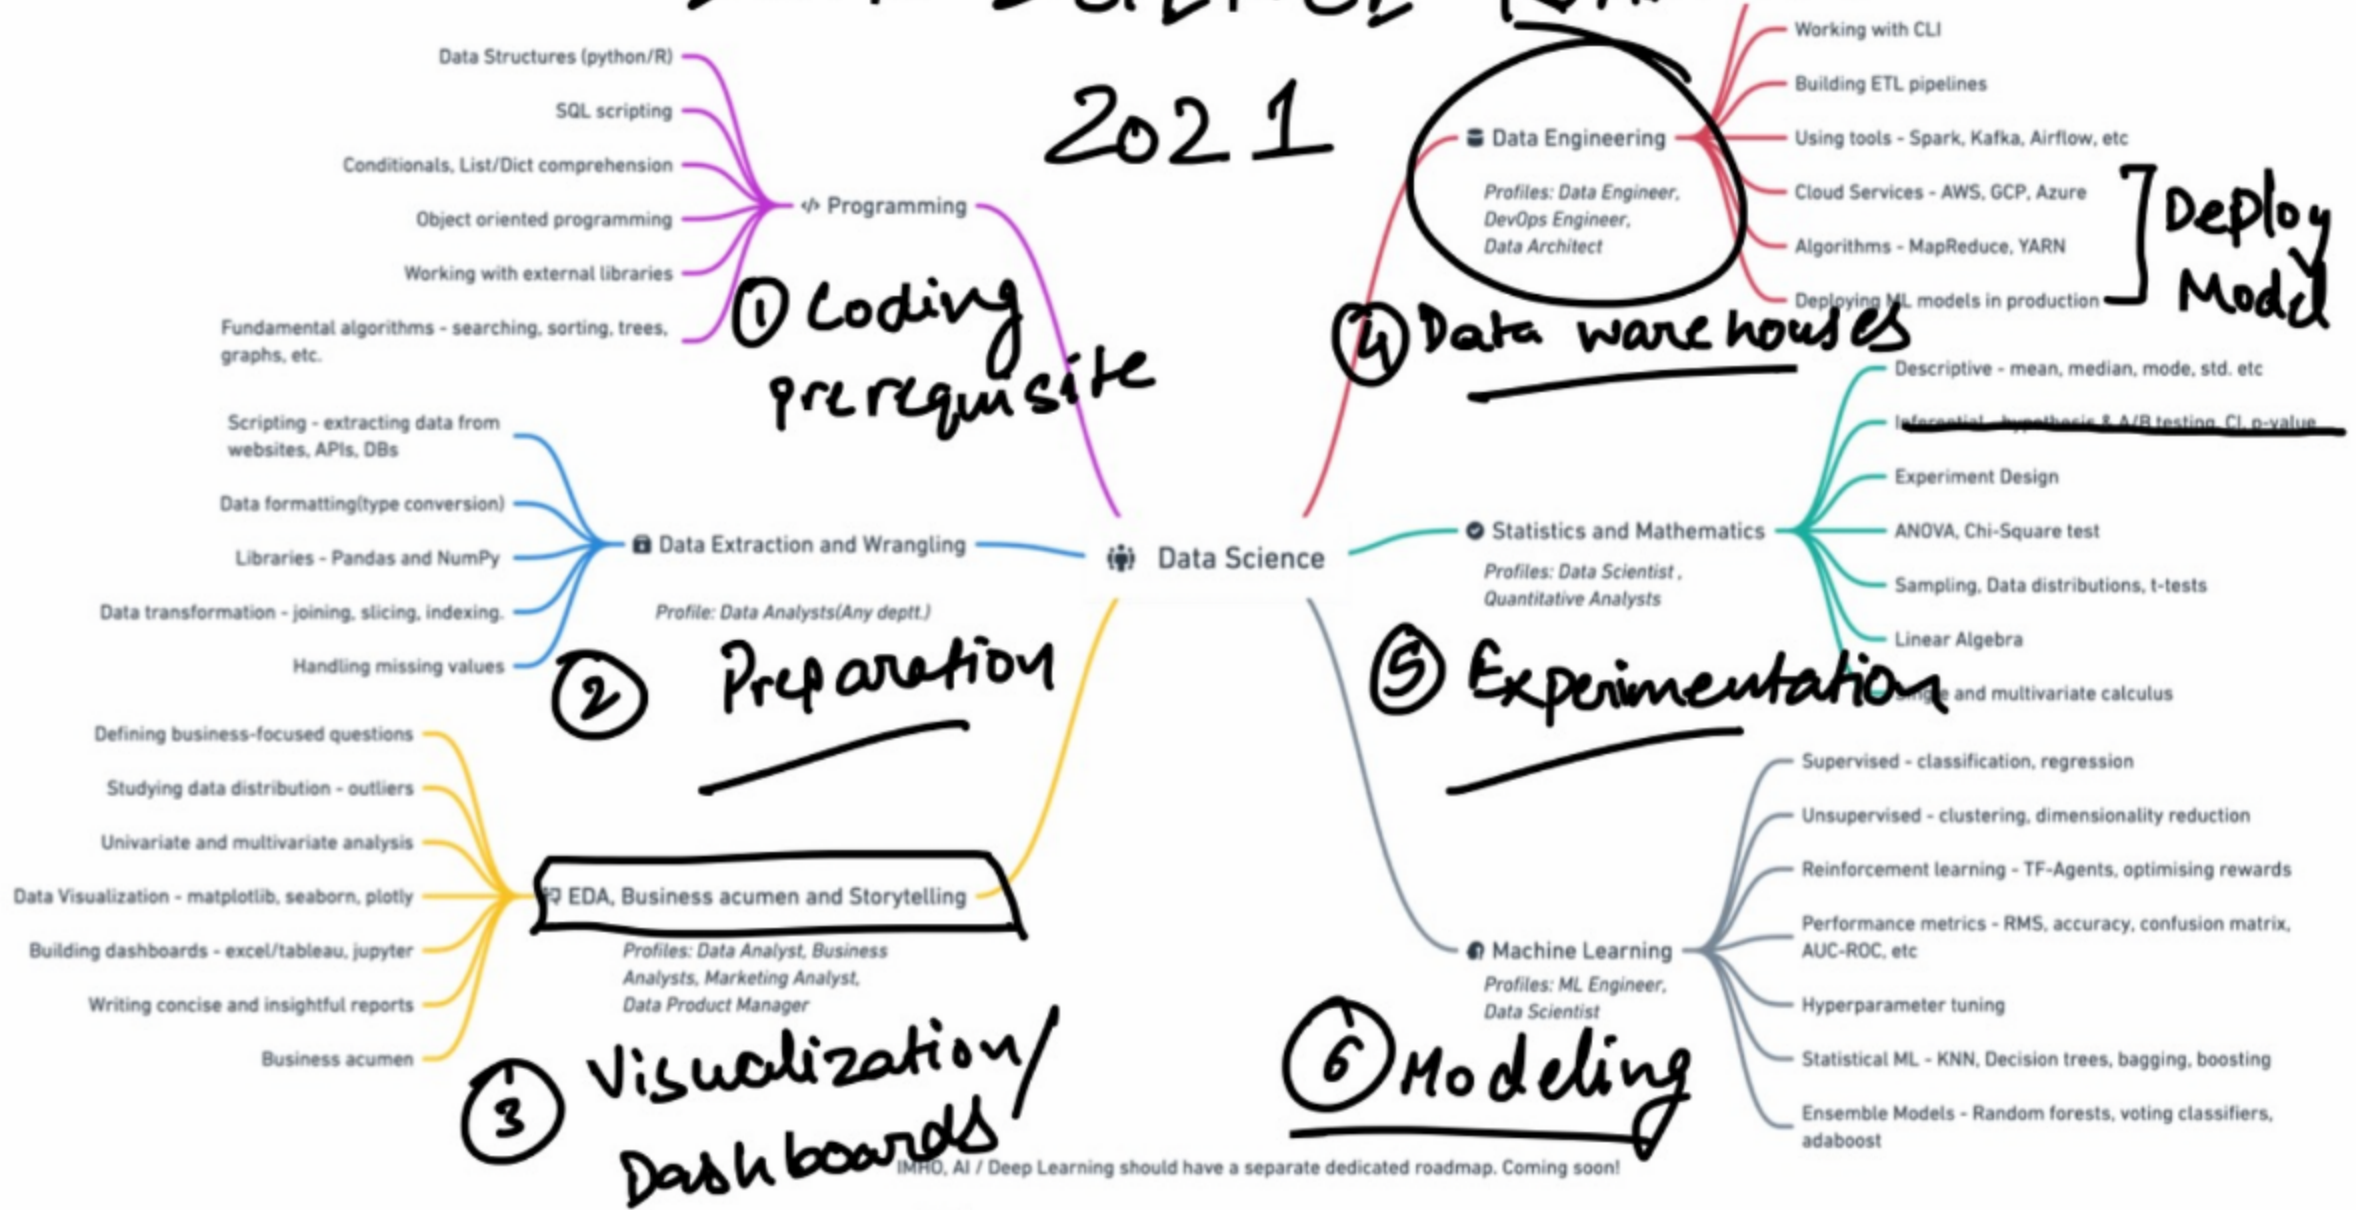 2021
Data Structures (python/R)
SQL scripting
Conditionals, List/Dict comprehension
Object oriented programming
Working with external libraries
Fundamental algorithms - searching, sorting, trees,
graphs, etc.
</> Programming
① Coding
prerequisite
Scripting - extracting data from
websites, APIs, DBs
Data formatting(type conversion)
Libraries - Pandas and NumPy
Data transformation - joining, slicing, indexing.
Handling missing values
Data Extraction and Wrangling
Profile: Data Analysts(Any deptt.)
② Preparation
Defining business-focused questions
Studying data distribution - outliers
Univariate and multivariate analysis
Data Visualization - matplotlib, seaborn, plotly
Building dashboards - excel/tableau, jupyter
Writing concise and insightful reports
Business acumen
EDA, Business acumen and Storytelling
Profiles: Data Analyst, Business
Analysts, Marketing Analyst,
Data Product Manager
③ Visualization/
Dashboards
Data Science
Data Engineering
Profiles: Data Engineer,
DevOps Engineer,
Data Architect
Working with CLI
Building ETL pipelines
Using tools - Spark, Kafka, Airflow, etc
Cloud Services - AWS, GCP, Azure
Algorithms - MapReduce, YARN
Deploying ML models in production
Deploy
Model
④ Data warehouses
Statistics and Mathematics
Profiles: Data Scientist ,
Quantitative Analysts
Descriptive - mean, median, mode, std. etc
Inferential - hypothesis & A/B testing, CI, p-value
Experiment Design
ANOVA, Chi-Square test
Sampling, Data distributions, t-tests
Linear Algebra
Single and multivariate calculus
⑤ Experimentation
Machine Learning
Profiles: ML Engineer,
Data Scientist
Supervised - classification, regression
Unsupervised - clustering, dimensionality reduction
Reinforcement learning - TF-Agents, optimising rewards
Performance metrics - RMS, accuracy, confusion matrix,
AUC-ROC, etc
Hyperparameter tuning
Statistical ML - KNN, Decision trees, bagging, boosting
Ensemble Models - Random forests, voting classifiers,
adaboost
⑥ Modeling
IMHO, AI / Deep Learning should have a separate dedicated roadmap. Coming soon!